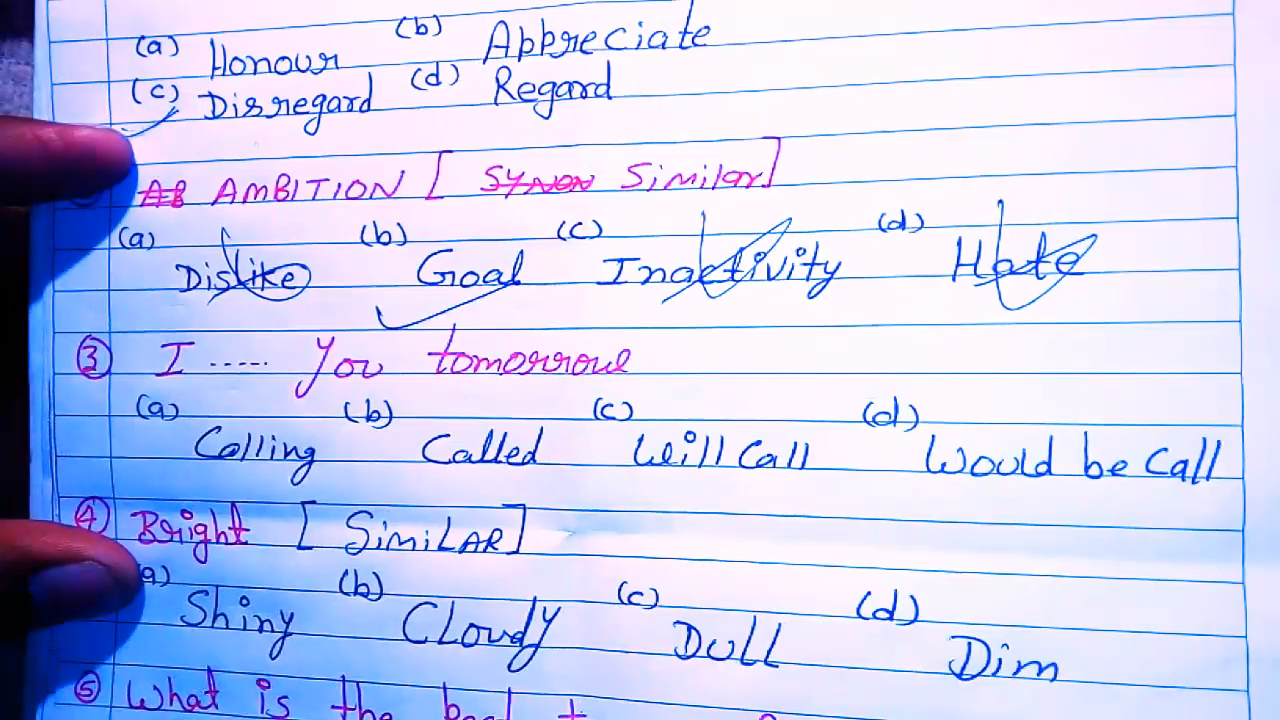 (a) Honour (b) Appreciate
(c) Disregard (d) Regard
AMBITION [ Similar]
(a) Dislike (b) Goal (c) Inactivity (d) Hate
③ I ..... You tomorrow
(a) Calling (b) Called (c) Will Call (d) Would be Call
④ Bright [ SimiLAR]
(a) Shiny (b) Cloudy (c) Dull (d) Dim
⑤ What is the